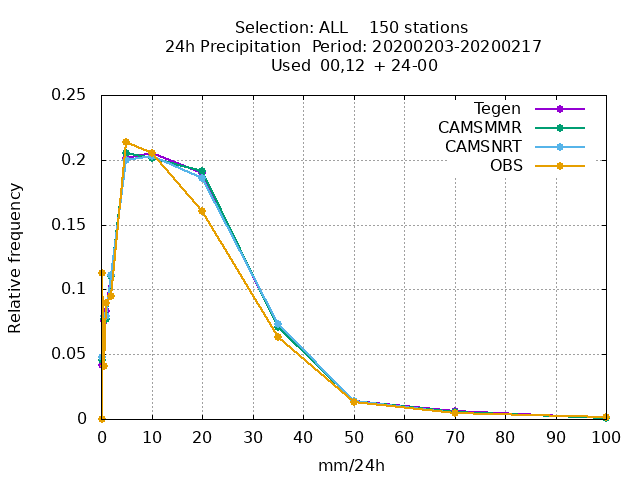 Selection: ALL    150 stations
24h Precipitation  Period: 20200203-20200217
Used  00,12  + 24-00
Tegen
CAMSMMR
CAMSNRT
OBS
Relative frequency
0.25
0.2
0.15
0.1
0.05
0
0 10 20 30 40 50 60 70 80 90 100
mm/24h